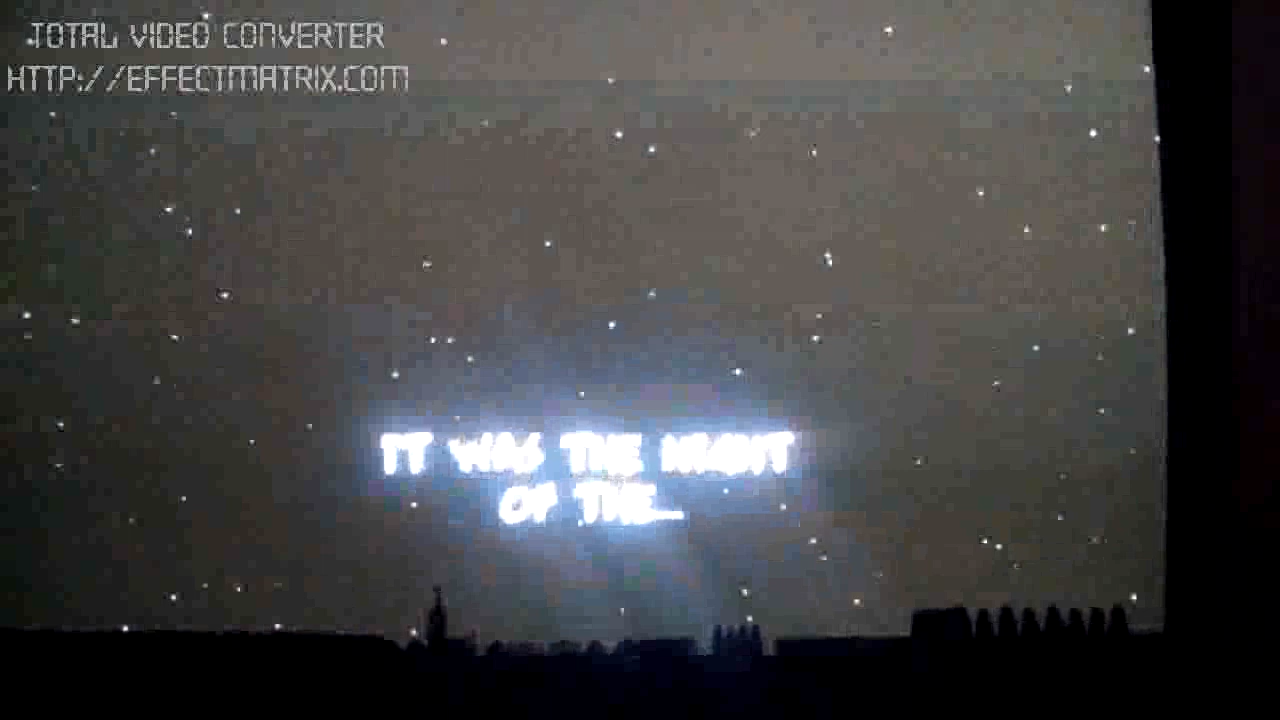 TOTAL VIDEO CONVERTER
HTTP://EFFECTMATRIX.COM
IT WAS THE NIGHT
OF THE...